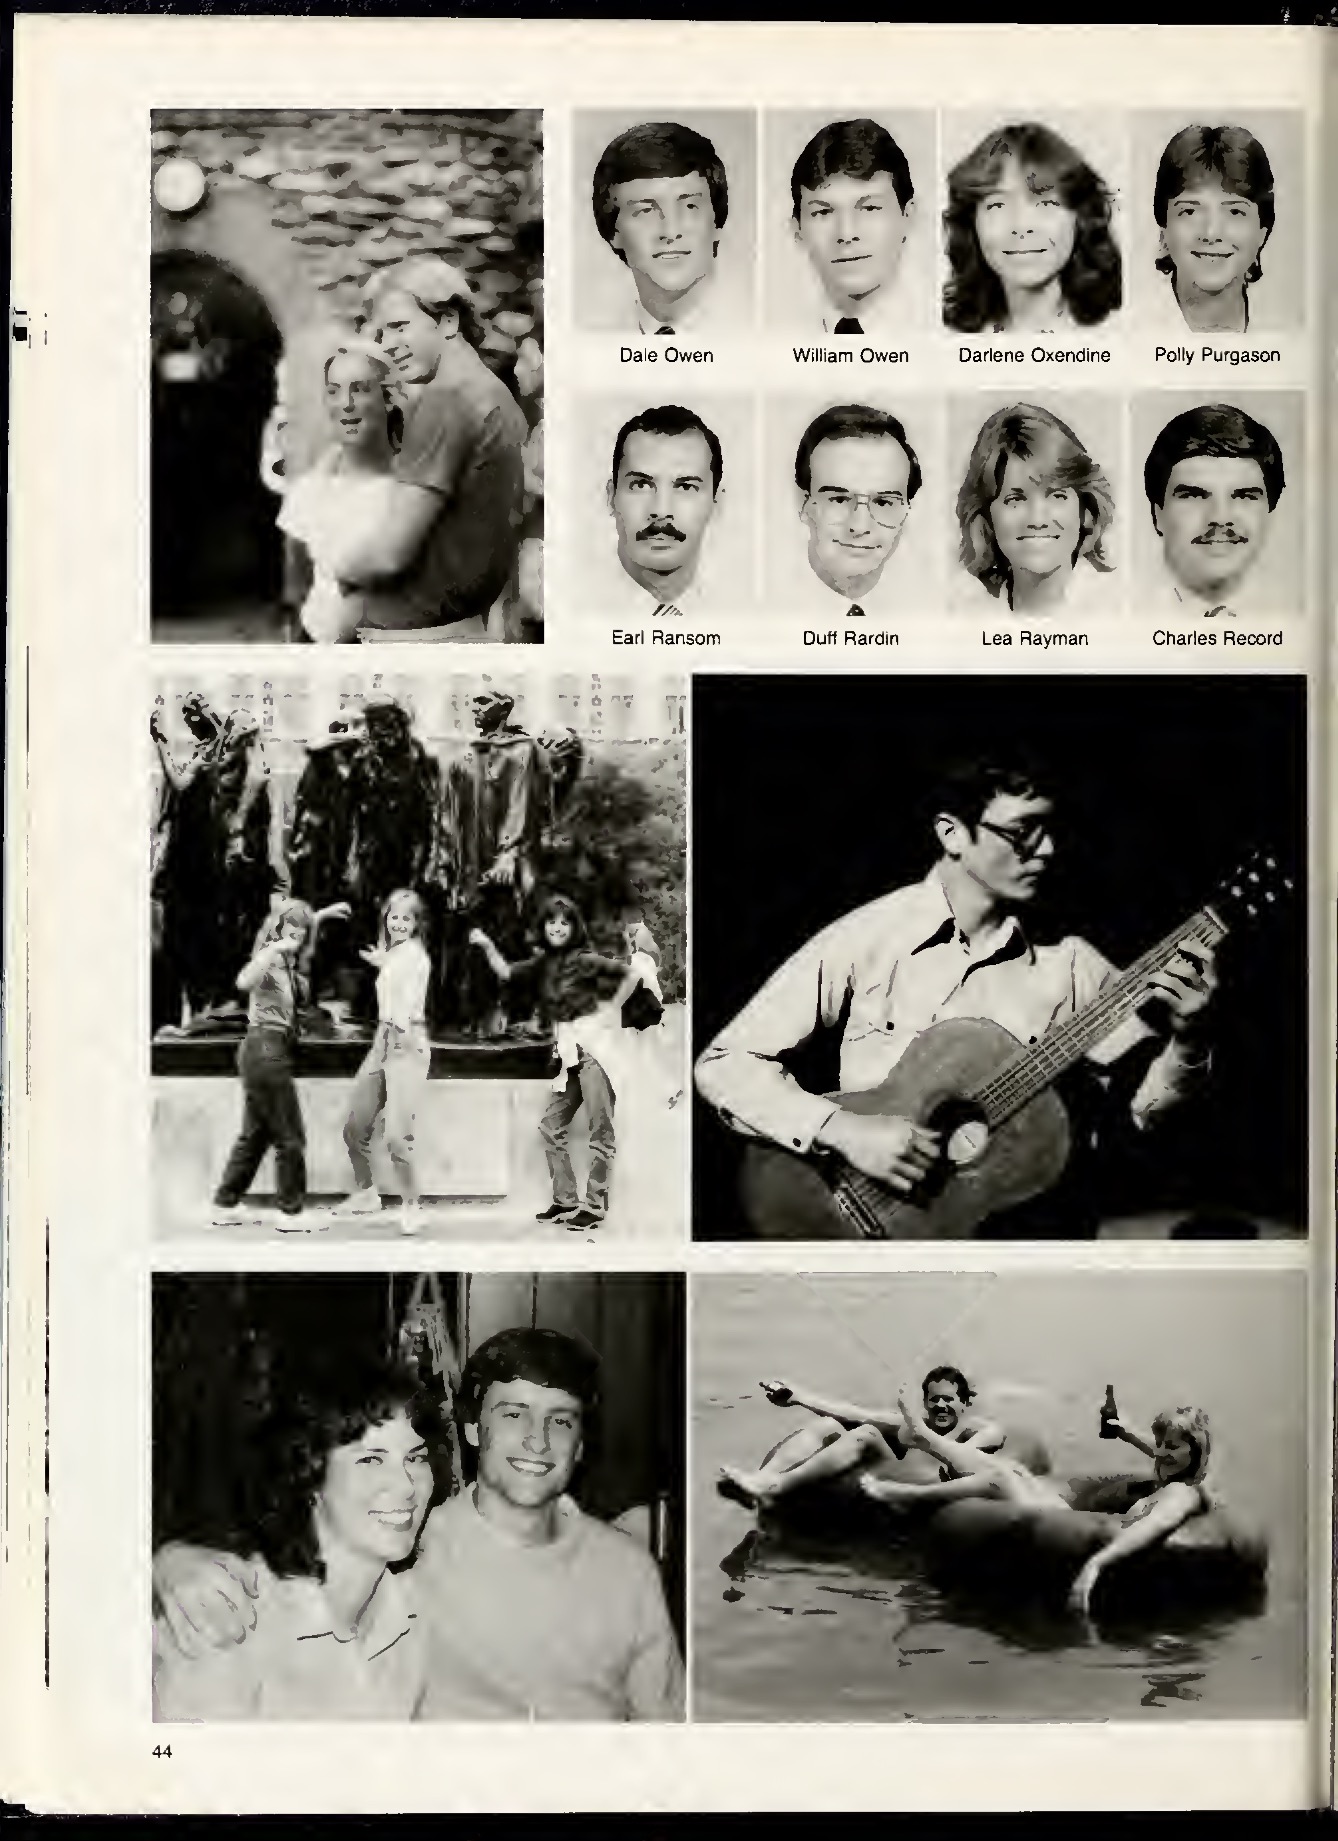 Dale Owen
William Owen
Darlene Oxendine
Polly Purgason
Earl Ransom
Duff Rardin
Lea Rayman
Charles Record
44